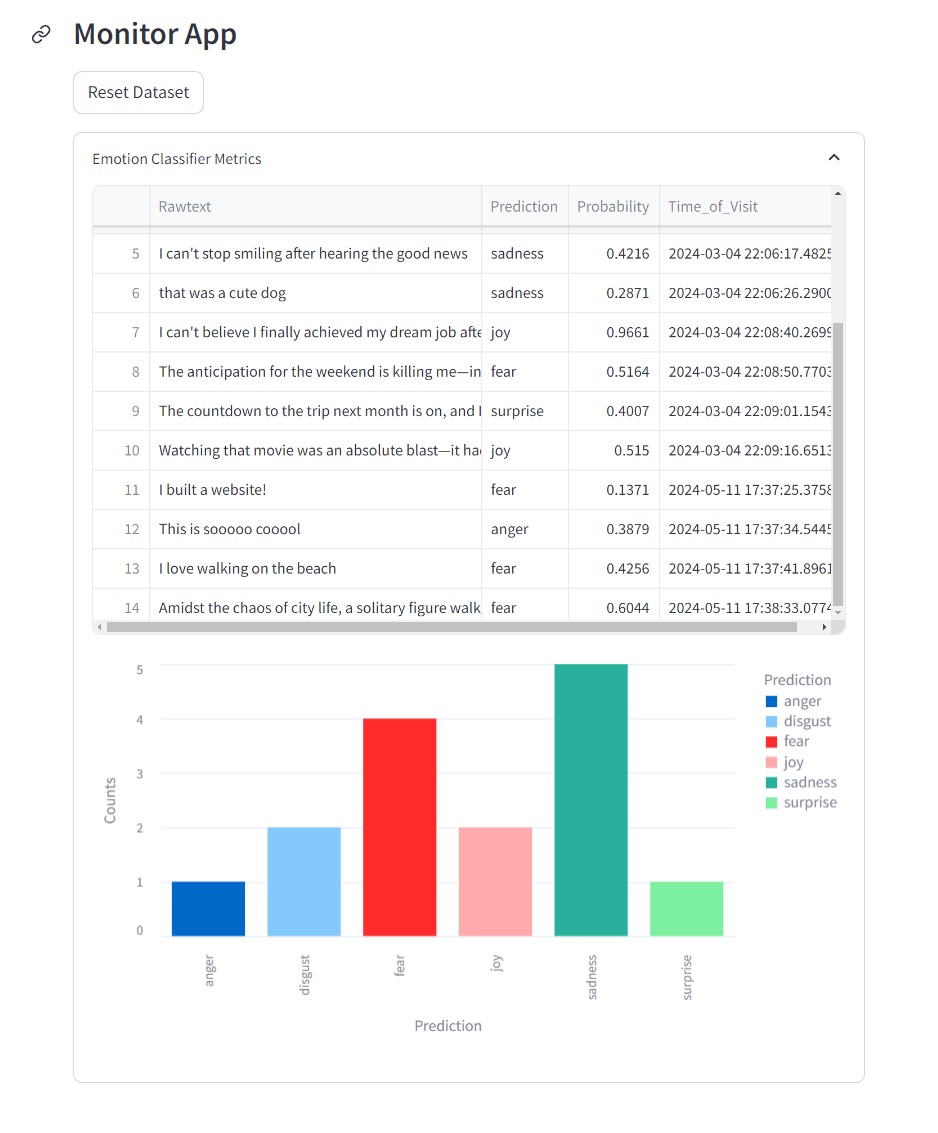 Monitor App
Reset Dataset
Emotion Classifier Metrics
Rawtext Prediction Probability Time_of_Visit
5 I can't stop smiling after hearing the good news sadness 0.4216 2024-03-04 22:06:17.4825
6 that was a cute dog sadness 0.2871 2024-03-04 22:06:26.2900
7 I can't believe I finally achieved my dream job afte joy 0.9661 2024-03-04 22:08:40.2699
8 The anticipation for the weekend is killing me—in fear 0.5164 2024-03-04 22:08:50.7703
9 The countdown to the trip next month is on, and I surprise 0.4007 2024-03-04 22:09:01.1543
10 Watching that movie was an absolute blast—it ha joy 0.515 2024-03-04 22:09:16.6513
11 I built a website! fear 0.1371 2024-05-11 17:37:25.3758
12 This is sooooo cooool anger 0.3879 2024-05-11 17:37:34.5445
13 I love walking on the beach fear 0.4256 2024-05-11 17:37:41.8961
14 Amidst the chaos of city life, a solitary figure walk fear 0.6044 2024-05-11 17:38:33.0774
5
4
3
2
1
0
Counts
anger disgust fear joy sadness surprise
Prediction
Prediction
anger
disgust
fear
joy
sadness
surprise